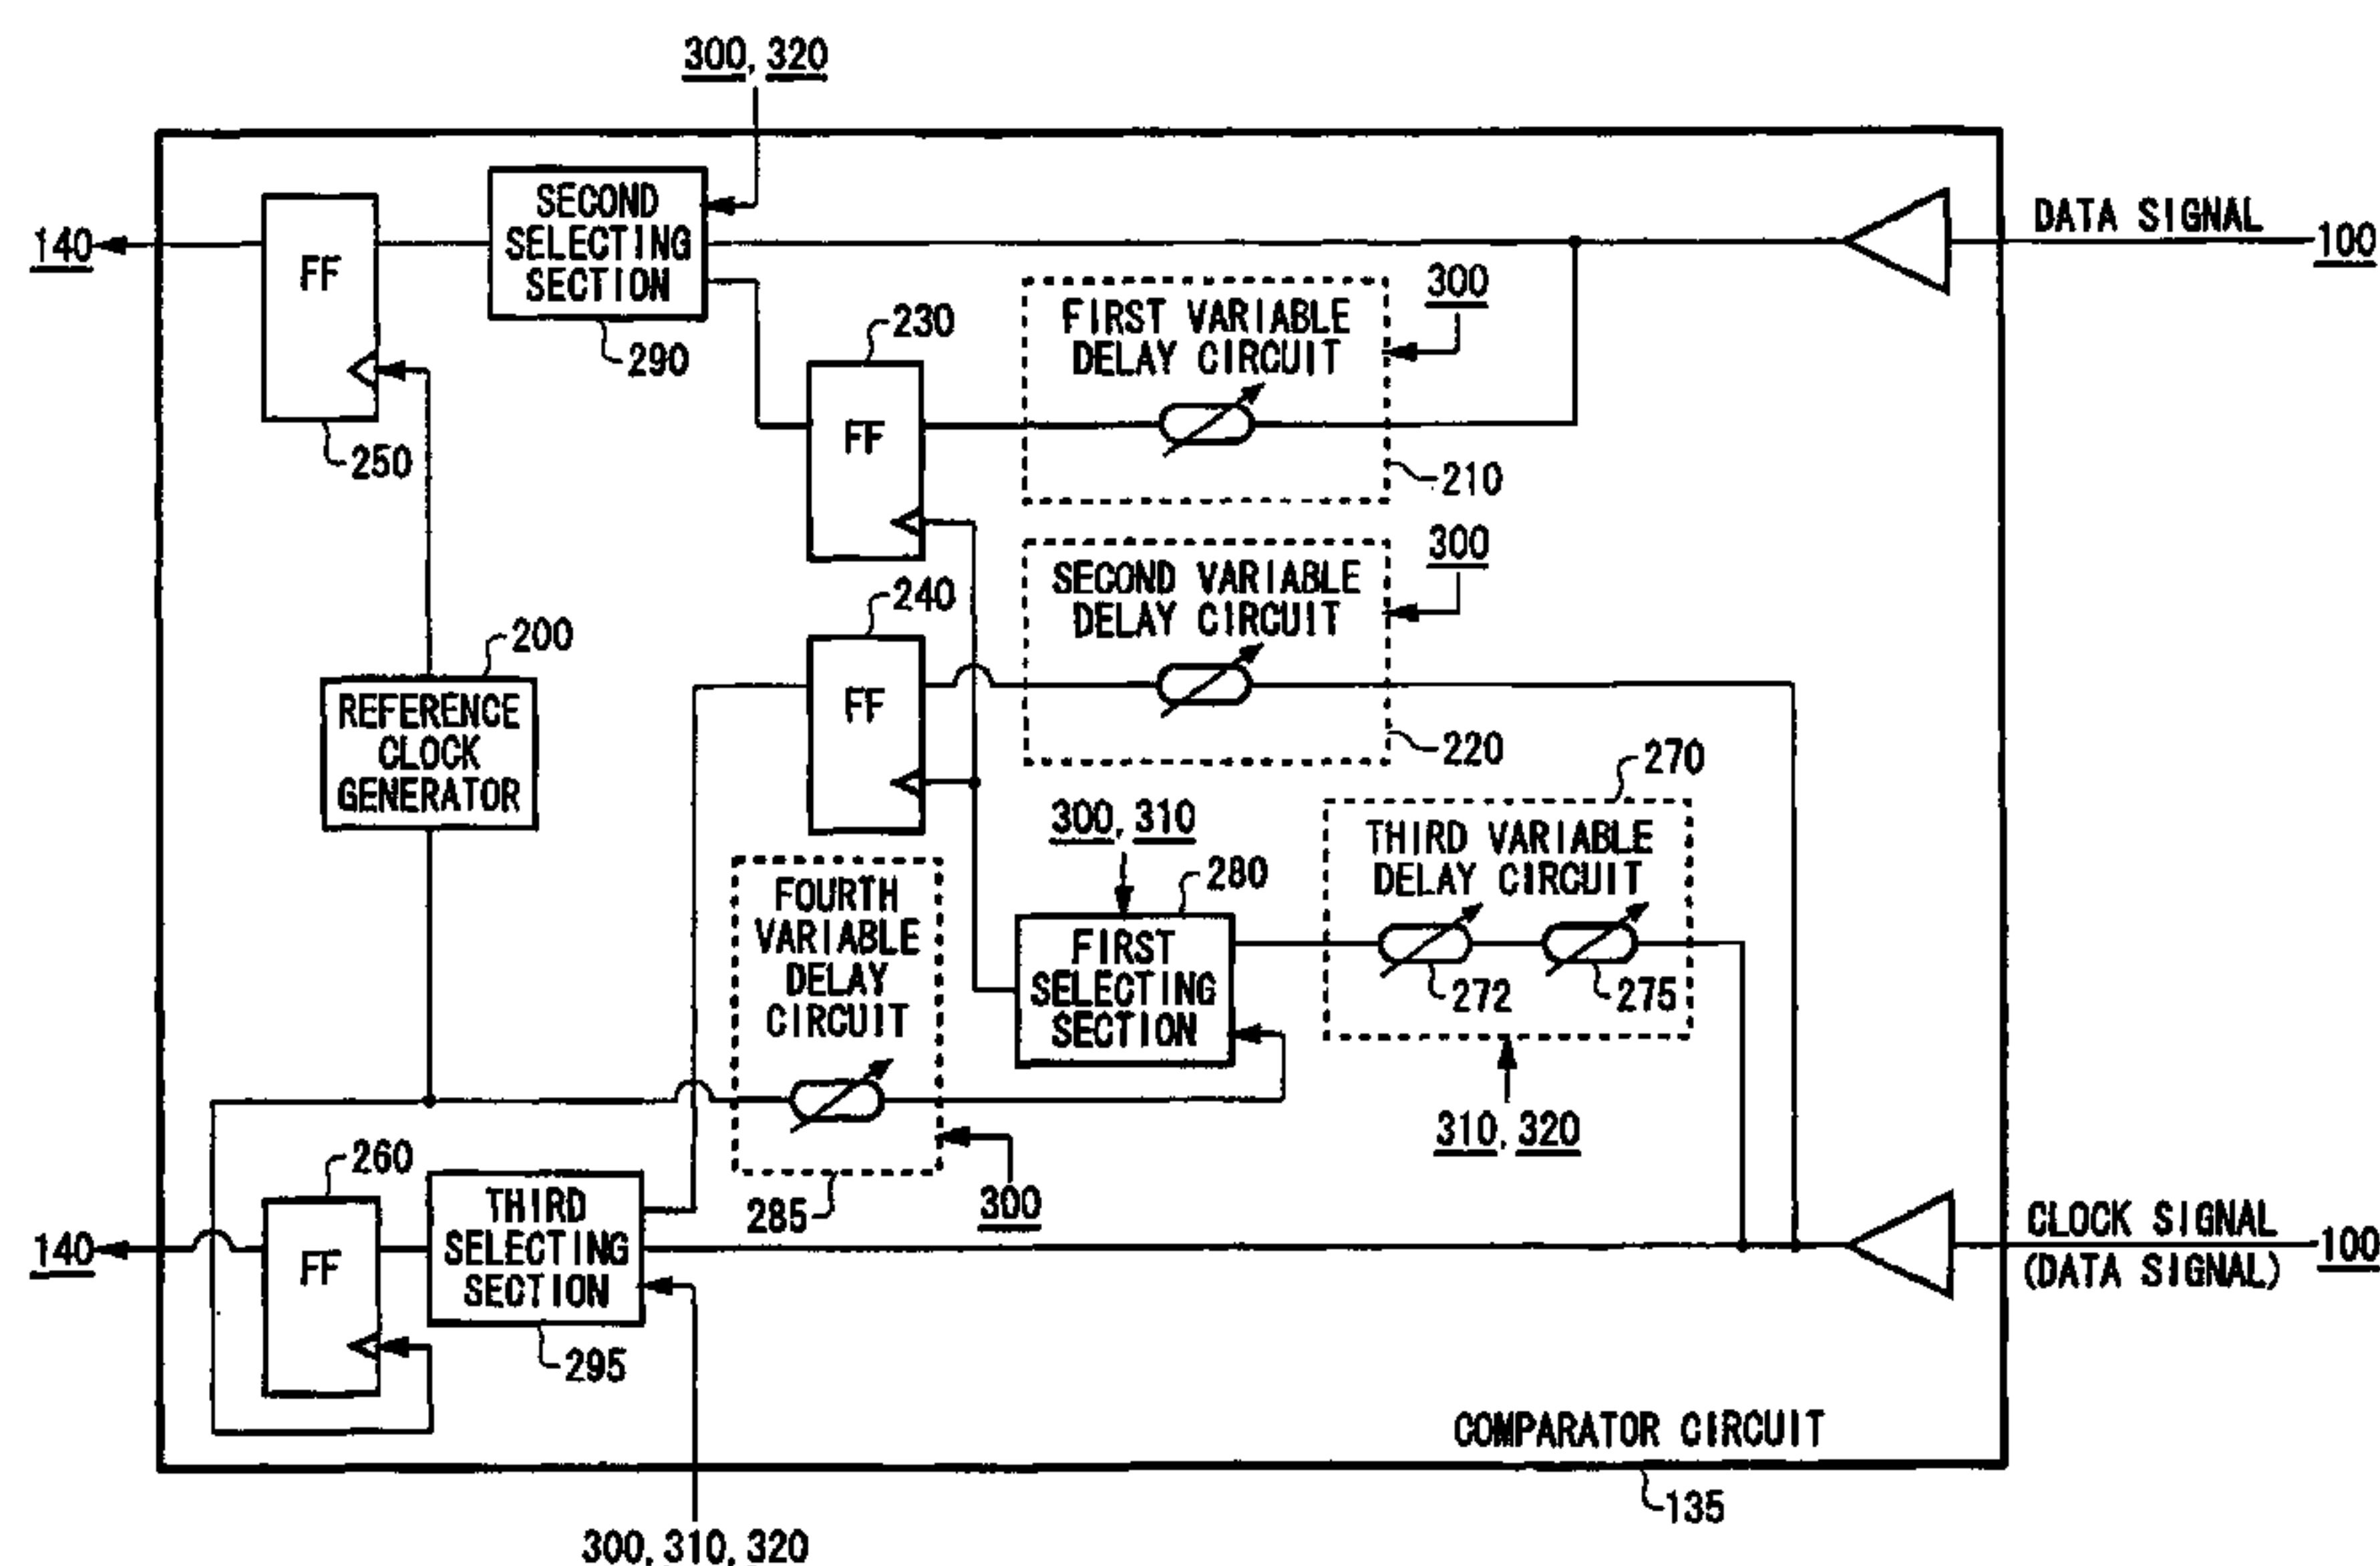 300, 320
DATA SIGNAL
100
140
FF
250
SECOND
SELECTING
SECTION
290
230
FF
FIRST VARIABLE
DELAY CIRCUIT
300
210
SECOND VARIABLE
DELAY CIRCUIT
300
220
240
FF
200
REFERENCE
CLOCK
GENERATOR
270
THIRD VARIABLE
DELAY CIRCUIT
272
275
310, 320
300, 310
280
FIRST
SELECTING
SECTION
FOURTH
VARIABLE
DELAY
CIRCUIT
285
300
260
FF
140
THIRD
SELECTING
SECTION
295
300, 310, 320
CLOCK SIGNAL
(DATA SIGNAL)
100
COMPARATOR CIRCUIT
135